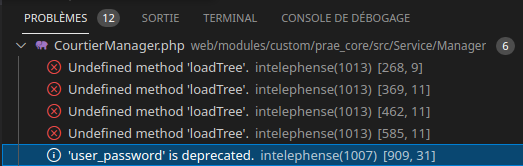 PROBLÈMES 12 SORTIE TERMINAL CONSOLE DE DÉBOGAGE
CourtierManager.php web/modules/custom/prae_core/src/Service/Manager 6
Undefined method 'loadTree'. intelephense(1013) [268, 9]
Undefined method 'loadTree'. intelephense(1013) [369, 11]
Undefined method 'loadTree'. intelephense(1013) [462, 11]
Undefined method 'loadTree'. intelephense(1013) [585, 11]
'user_password' is deprecated. intelephense(1007) [909, 31]